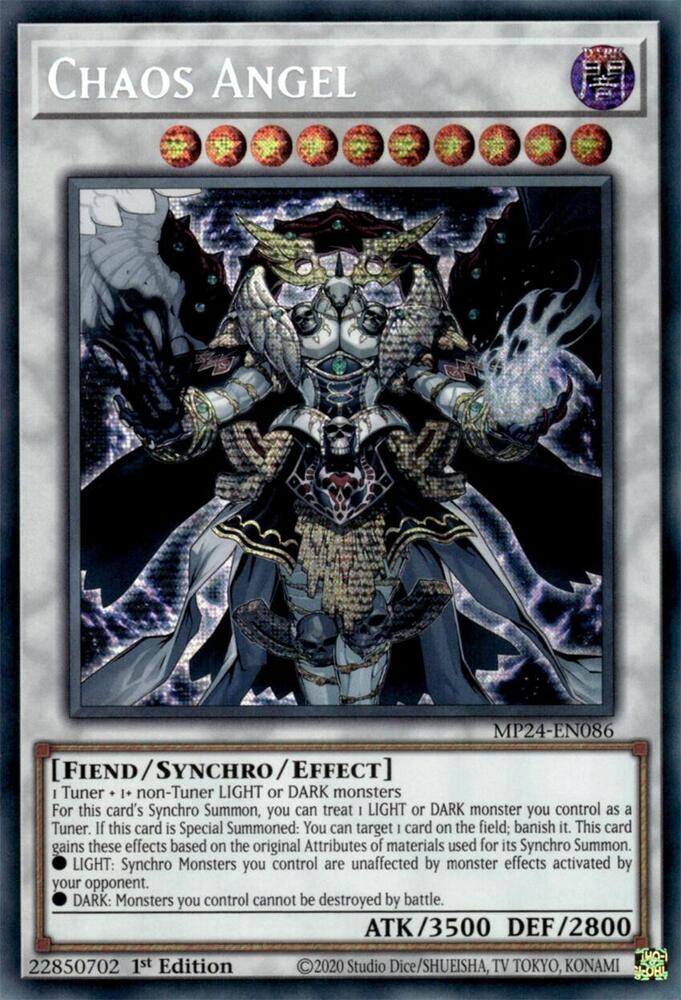 CHAOS ANGEL
DARK
闇
MP24-EN086
[FIEND/SYNCHRO/EFFECT]
1 Tuner + 1+ non-Tuner LIGHT or DARK monsters
For this card's Synchro Summon, you can treat 1 LIGHT or DARK monster you control as a
Tuner. If this card is Special Summoned: You can target 1 card on the field; banish it. This card
gains these effects based on the original Attributes of materials used for its Synchro Summon.
● LIGHT: Synchro Monsters you control are unaffected by monster effects activated by
your opponent.
● DARK: Monsters you control cannot be destroyed by battle.
ATK/3500 DEF/2800
22850702 1st Edition ©2020 Studio Dice/SHUEISHA, TV TOKYO, KONAMI